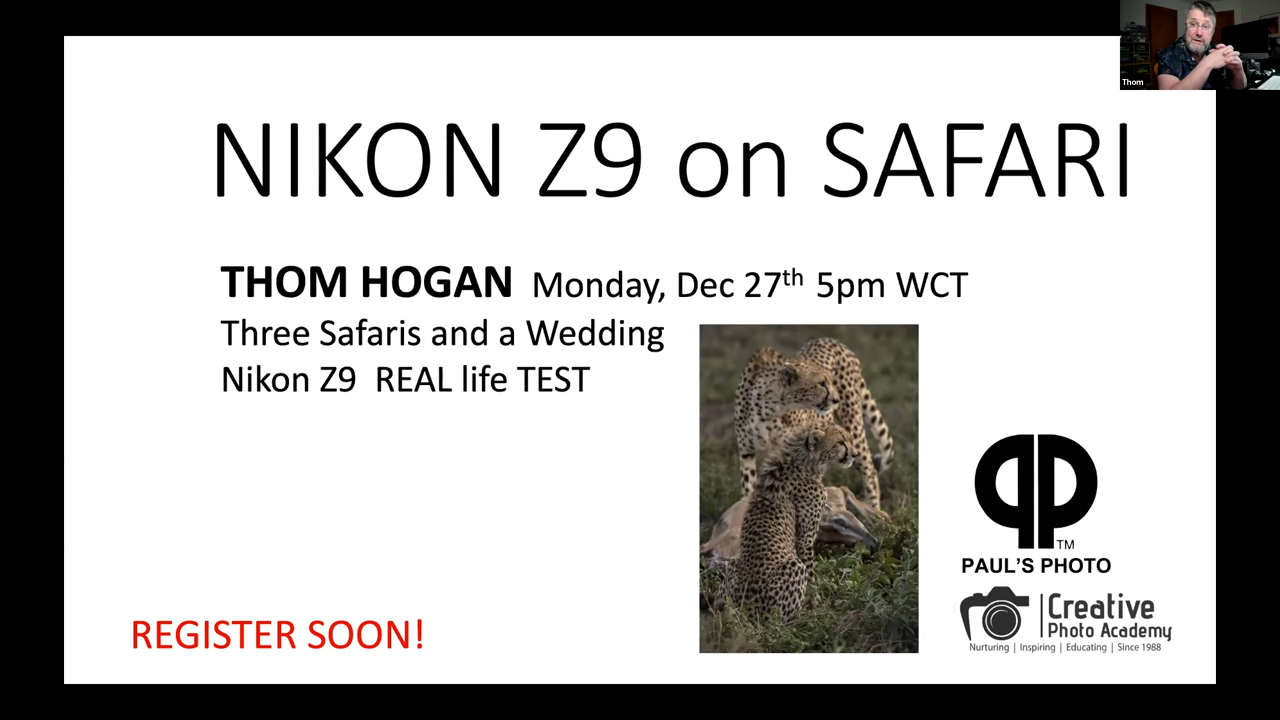 Thom
NIKON Z9 on SAFARI
THOM HOGAN Monday, Dec 27th 5pm WCT
Three Safaris and a Wedding
Nikon Z9 REAL life TEST
TM
PAUL'S PHOTO
Creative
Photo Academy
Nurturing | Inspiring | Educating | Since 1988
REGISTER SOON!